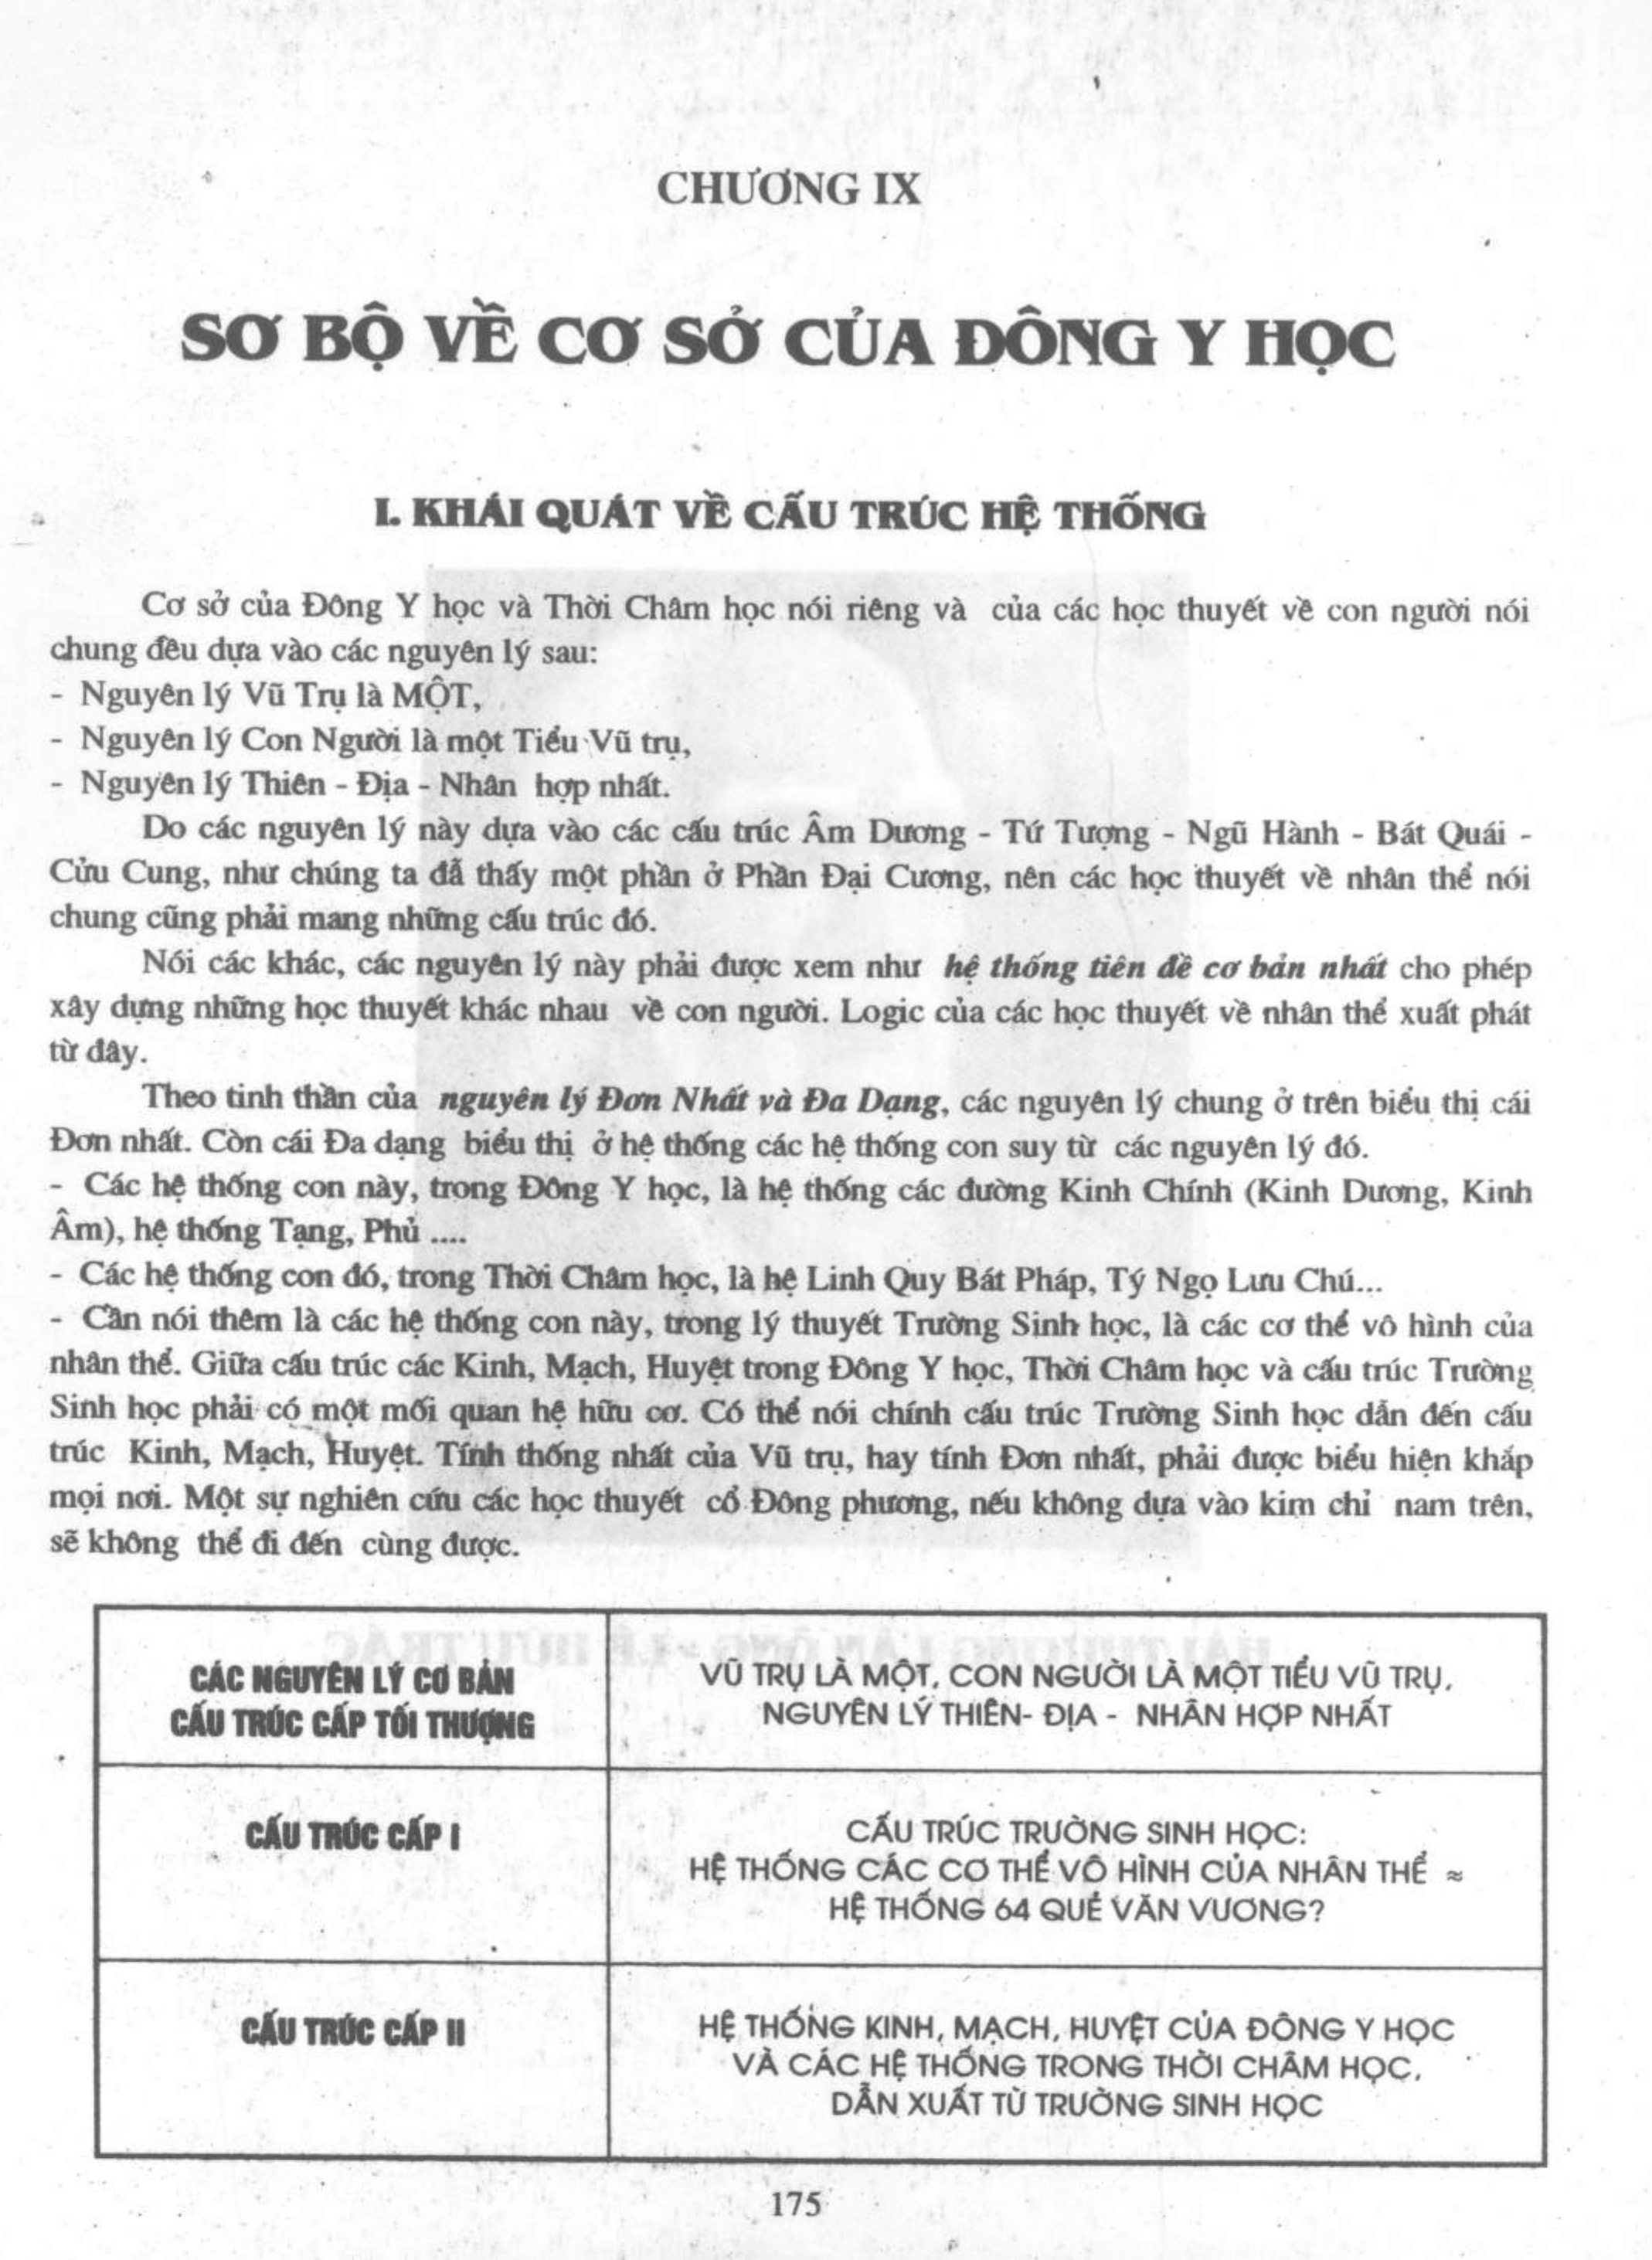 CHƯƠNG IX
SƠ BỘ VỀ CƠ SỞ CỦA ĐÔNG Y HỌC
I. KHÁI QUÁT VỀ CẤU TRÚC HỆ THỐNG
Cơ sở của Đông Y học và Thời Châm học nói riêng và của các học thuyết về con người nói
chung đều dựa vào các nguyên lý sau:
- Nguyên lý Vũ Trụ là MỘT,
- Nguyên lý Con Người là một Tiểu Vũ trụ,
- Nguyên lý Thiên - Địa - Nhân hợp nhất.
Do các nguyên lý này dựa vào các cấu trúc Âm Dương - Tứ Tượng - Ngũ Hành - Bát Quái -
Cửu Cung, như chúng ta đẫ thấy một phần ở Phần Đại Cương, nên các học thuyết về nhân thể nói
chung cũng phải mang những cấu trúc đó.
Nói các khác, các nguyên lý này phải được xem như hệ thống tiên đề cơ bản nhất cho phép
xây dựng những học thuyết khác nhau về con người. Logic của các học thuyết về nhân thể xuất phát
từ đây.
Theo tinh thần của nguyên lý Đơn Nhất và Đa Dạng, các nguyên lý chung ở trên biểu thị cái
Đơn nhất. Còn cái Đa dạng biểu thị ở hệ thống các hệ thống con suy từ các nguyên lý đó.
- Các hệ thống con này, trong Đông Y học, là hệ thống các đường Kinh Chính (Kinh Dương, Kinh
Âm), hệ thống Tạng, Phủ ....
- Các hệ thống con đó, trong Thời Châm học, là hệ Linh Quy Bát Pháp, Tý Ngọ Lưu Chú...
- Cần nói thêm là các hệ thống con này, trong lý thuyết Trường Sinh học, là các cơ thể vô hình của
nhân thể. Giữa cấu trúc các Kinh, Mạch, Huyệt trong Đông Y học, Thời Châm học và cấu trúc Trường
Sinh học phải có một mối quan hệ hữu cơ. Có thể nói chính cấu trúc Trường Sinh học dẫn đến cấu
trúc Kinh, Mạch, Huyệt. Tính thống nhất của Vũ trụ, hay tính Đơn nhất, phải được biểu hiện khắp
mọi nơi. Một sự nghiên cứu các học thuyết cổ Đông phương, nếu không dựa vào kim chỉ nam trên,
sẽ không thể đi đến cùng được.
CÁC NGUYÊN LÝ CƠ BẢN
CẤU TRÚC CẤP TỐI THƯỢNG
VŨ TRỤ LÀ MỘT, CON NGƯỜI LÀ MỘT TIỂU VŨ TRỤ,
NGUYÊN LÝ THIÊN- ĐỊA - NHÂN HỢP NHẤT
CẤU TRÚC CẤP I
CẤU TRÚC TRƯỜNG SINH HỌC:
HỆ THỐNG CÁC CƠ THỂ VÔ HÌNH CỦA NHÂN THỂ ≈
HỆ THỐNG 64 QUẺ VĂN VƯƠNG?
CẤU TRÚC CẤP II
HỆ THỐNG KINH, MẠCH, HUYỆT CỦA ĐÔNG Y HỌC
VÀ CÁC HỆ THỐNG TRONG THỜI CHÂM HỌC,
DẪN XUẤT TỪ TRƯỜNG SINH HỌC
175